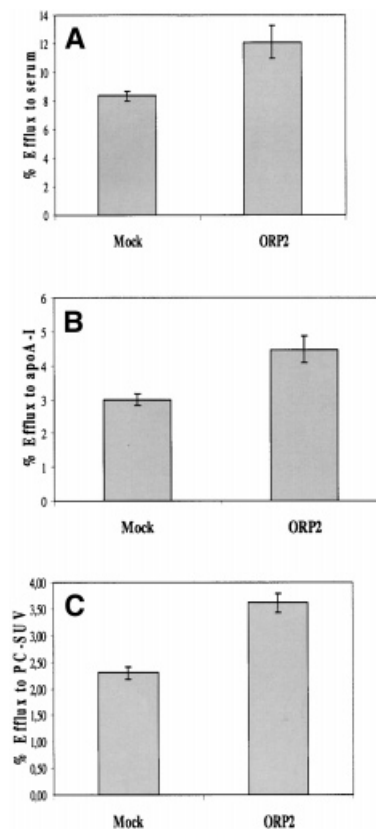 A
% Efflux to serum
14
12
10
8
6
4
2
0
Mock ORP2
B
% Efflux to apoA-I
6
5
4
3
2
1
0
Mock ORP2
C
% Efflux to PC-SUV
4,00
3,50
3,00
2,50
2,00
1,50
1,00
0,50
0,00
Mock ORP2